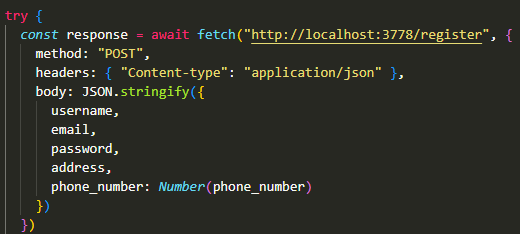 try {
const response = await fetch("http://localhost:3778/register", {
method: "POST",
headers: { "Content-type": "application/json" },
body: JSON.stringify({
username,
email,
password,
address,
phone_number: Number(phone_number)
})
})